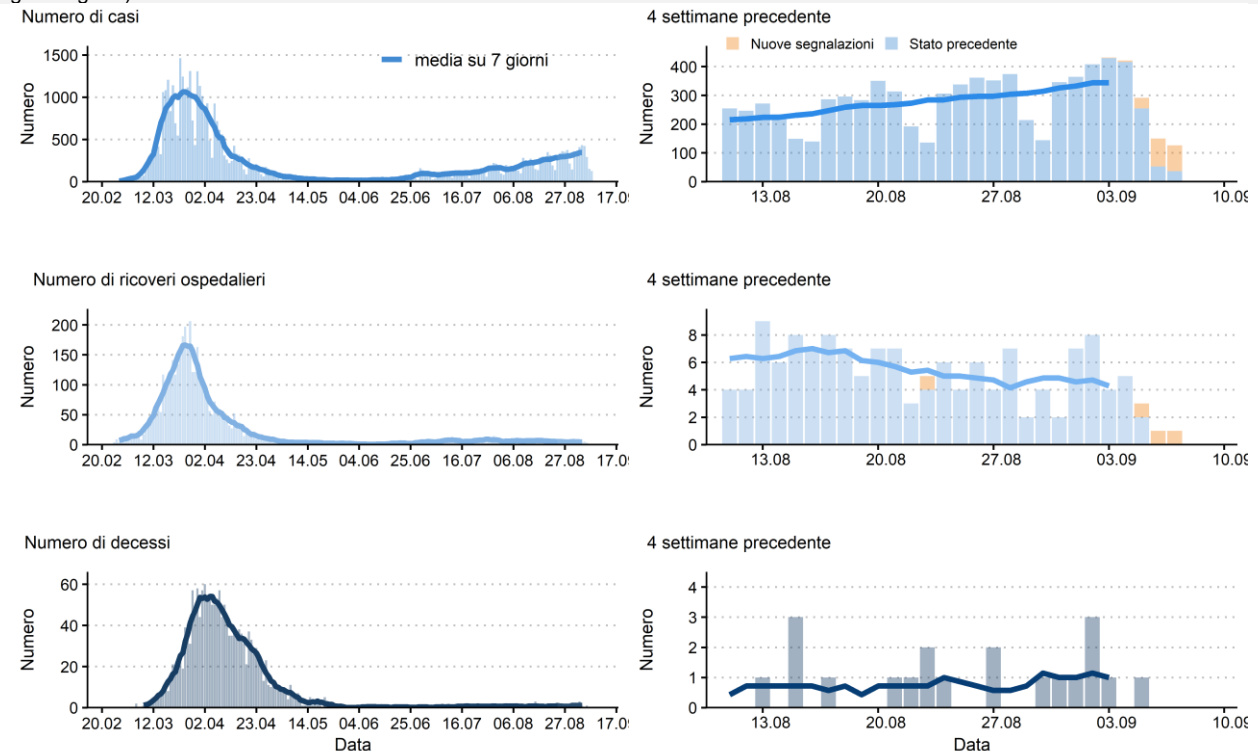 Numero di casi
4 settimane precedente
Nuove segnalazioni
Stato precedente
media su 7 giorni
Numero
1500
1000
500
0
20.02 12.03 02.04 23.04 14.05 04.06 25.06 16.07 06.08 27.08
Numero
400
300
200
100
0
13.08 20.08 27.08 03.09 10.09
Numero di ricoveri ospedalieri
4 settimane precedente
Numero
200
150
100
50
0
20.02 12.03 02.04 23.04 14.05 04.06 25.06 16.07 06.08 27.08
Numero
8
6
4
2
0
13.08 20.08 27.08 03.09
Numero di decessi
4 settimane precedente
Numero
60
40
20
0
20.02 12.03 02.04 23.04 14.05 04.06 25.06 16.07 06.08 27.08
Data
Numero
4
3
2
1
0
13.08 20.08 27.08 03.09
Data